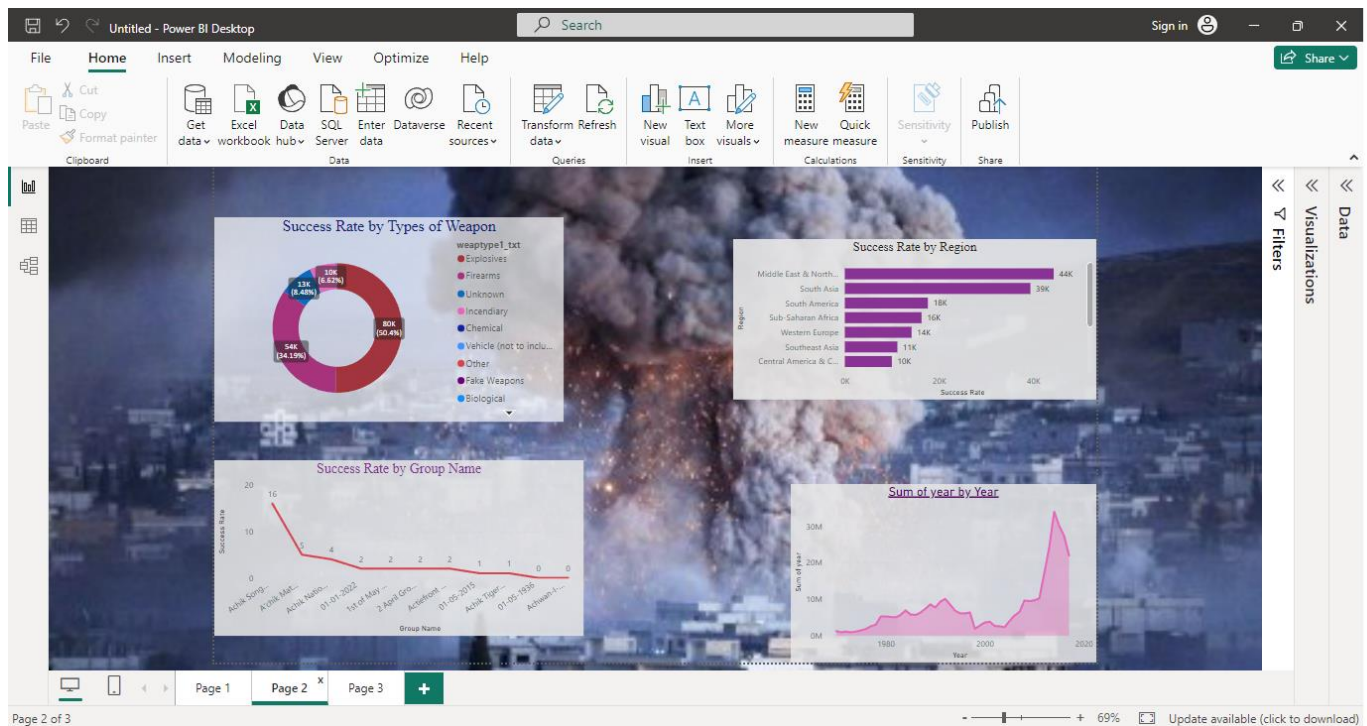 Untitled - Power BI Desktop
Search
Sign in
File Home Insert Modeling View Optimize Help
Share
Paste
Cut
Copy
Format painter
Clipboard
Get data
Excel workbook
Data hub
SQL Server
Enter data
Dataverse
Recent sources
Data
Transform data
Refresh
Queries
New visual
Text box
More visuals
Insert
New measure
Quick measure
Calculations
Sensitivity
Sensitivity
Publish
Share
Success Rate by Types of Weapon
weaptype1_txt
Explosives
Firearms
Unknown
Incendiary
Chemical
Vehicle (not to inclu...
Other
Fake Weapons
Biological
10K (6.62%)
13K (8.48%)
80K (50.4%)
54K (34.19%)
Success Rate by Region
Region
Middle East & North... 44K
South Asia 39K
South America 18K
Sub-Saharan Africa 16K
Western Europe 14K
Southeast Asia 11K
Central America & C... 10K
0K 20K 40K
Success Rate
Success Rate by Group Name
Success Rate
20
10
0
16 5 4 2 2 2 2 1 1 0 0
Achik Song...
A'chik Mat...
Achik Natio...
01-01-2022
1st of May ...
2 April Gro...
Actiefront ...
01-05-2015
Achik Tiger...
01-05-1936
Achwan-I-...
Group Name
Sum of year by Year
Sum of year
30M
20M
10M
0M
1980 2000 2020
Year
Filters
Visualizations
Data
Page 1 Page 2 x Page 3 +
Page 2 of 3
- + 69%
Update available (click to download)